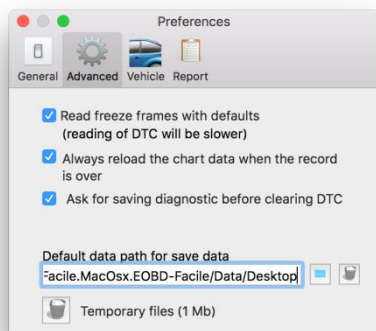 Preferences
General Advanced Vehicle Report
Read freeze frames with defaults
(reading of DTC will be slower)
Always reload the chart data when the record
is over
Ask for saving diagnostic before clearing DTC
Default data path for save data
Facile.MacOsx.EOBD-Facile/Data/Desktop
Temporary files (1 Mb)